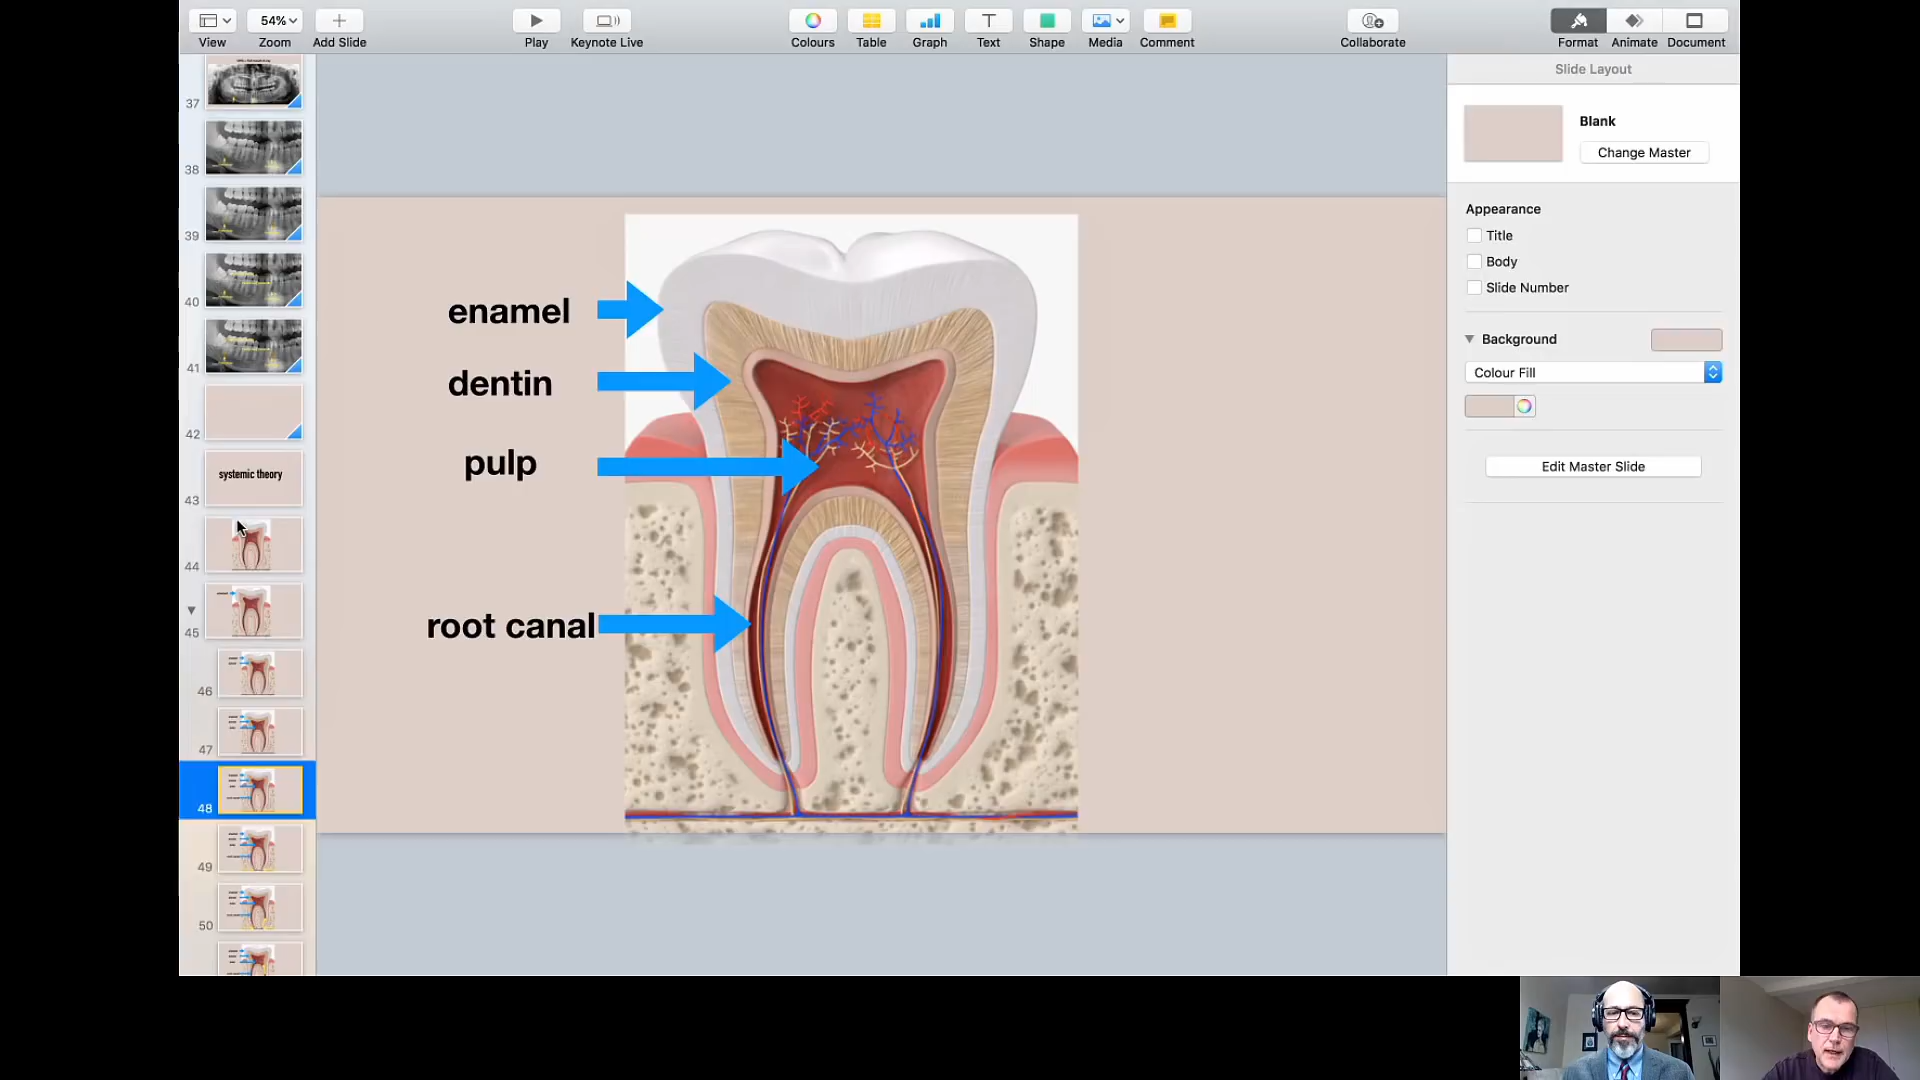 54%
View
Zoom
Add Slide
Play
Keynote Live
Colours
Table
Graph
Text
Shape
Media
Comment
Collaborate
Format
Animate
Document
37
38
39
40
41
42
systemic theory
43
44
45
46
47
48
49
50
enamel
dentin
pulp
root canal
Slide Layout
Blank
Change Master
Appearance
Title
Body
Slide Number
Background
Colour Fill
Edit Master Slide